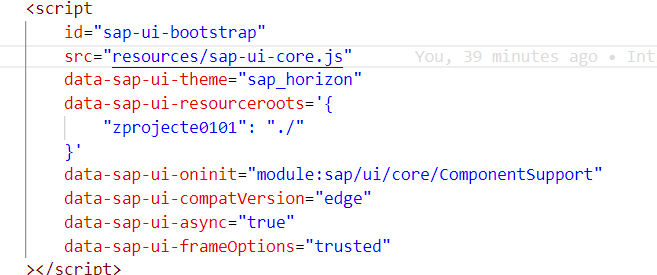 <script
id="sap-ui-bootstrap"
src="resources/sap-ui-core.js" You, 39 minutes ago • Int
data-sap-ui-theme="sap_horizon"
data-sap-ui-resourceroots='{
"zprojecte0101": "./"
}'
data-sap-ui-oninit="module:sap/ui/core/ComponentSupport"
data-sap-ui-compatVersion="edge"
data-sap-ui-async="true"
data-sap-ui-frameOptions="trusted"
></script>